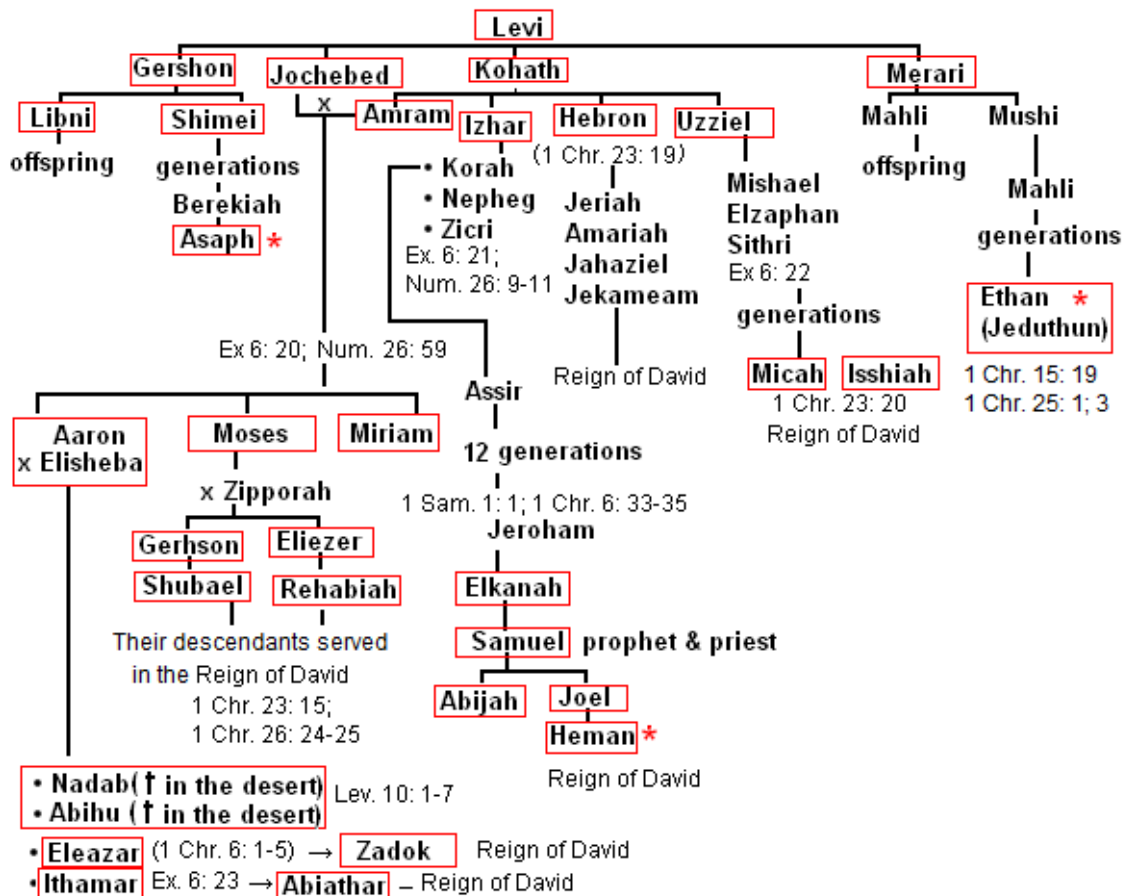 Levi
Gershon Jochebed Kohath Merari
x
Libni Shimei Amram Izhar Hebron Uzziel Mahli Mushi
offspring generations (1 Chr. 23: 19) offspring
Berekiah
Asaph *
• Korah
• Nepheg
• Zicri
Ex. 6: 21;
Num. 26: 9-11
Jeriah
Amariah
Jahaziel
Jekameam
Reign of David
Mishael
Elzaphan
Sithri
Ex 6: 22
generations
Micah Isshiah
1 Chr. 23: 20
Reign of David
Mahli
generations
Ethan *
(Jeduthun)
1 Chr. 15: 19
1 Chr. 25: 1; 3
Ex 6: 20; Num. 26: 59
Aaron
x Elisheba
Moses Miriam
x Zipporah
Gerhson Eliezer
Shubael Rehabiah
Their descendants served
in the Reign of David
1 Chr. 23: 15;
1 Chr. 26: 24-25
Assir
12 generations
1 Sam. 1: 1; 1 Chr. 6: 33-35
Jeroham
Elkanah
Samuel prophet & priest
Abijah Joel
Heman *
Reign of David
• Nadab († in the desert)
• Abihu († in the desert)
Lev. 10: 1-7
• Eleazar (1 Chr. 6: 1-5) → Zadok Reign of David
• Ithamar Ex. 6: 23 → Abiathar – Reign of David